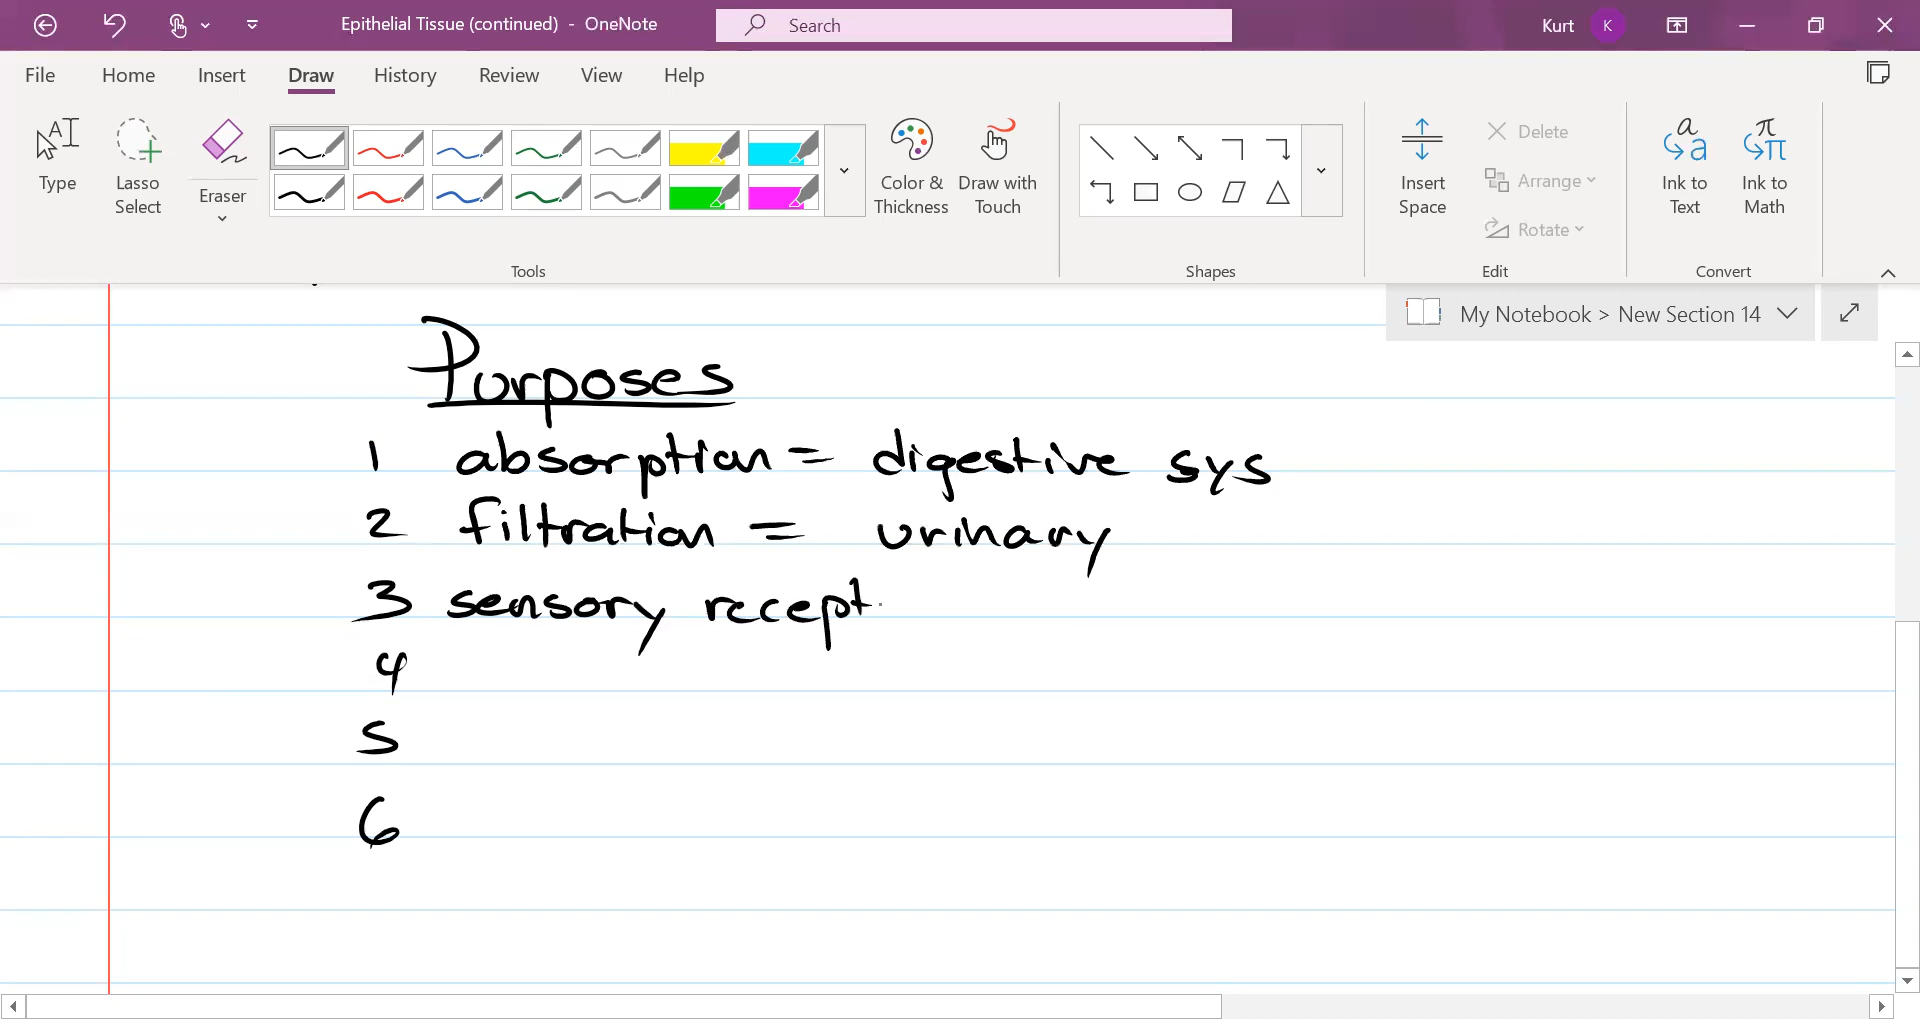 Epithelial Tissue (continued) - OneNote
Search
Kurt K
File Home Insert Draw History Review View Help
Type
Lasso Select
Eraser
Color & Thickness
Draw with Touch
Insert Space
Delete
Arrange
Rotate
Ink to Text
Ink to Math
Tools Shapes Edit Convert
My Notebook > New Section 14
Purposes
1 absorption = digestive sys
2 filtration = urinary
3 sensory recept
4
5
6